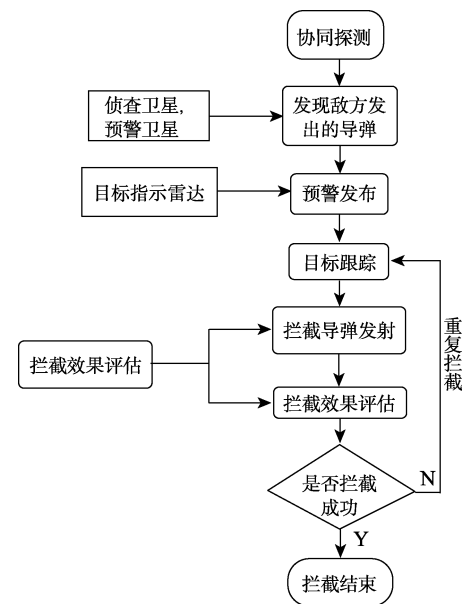 协同探测
侦查卫星,
预警卫星
发现敌方发
出的导弹
目标指示雷达
预警发布
目标跟踪
拦截导弹发射
重复拦截
拦截效果评估
拦截效果评估
是否拦截
成功
N
Y
拦截结束